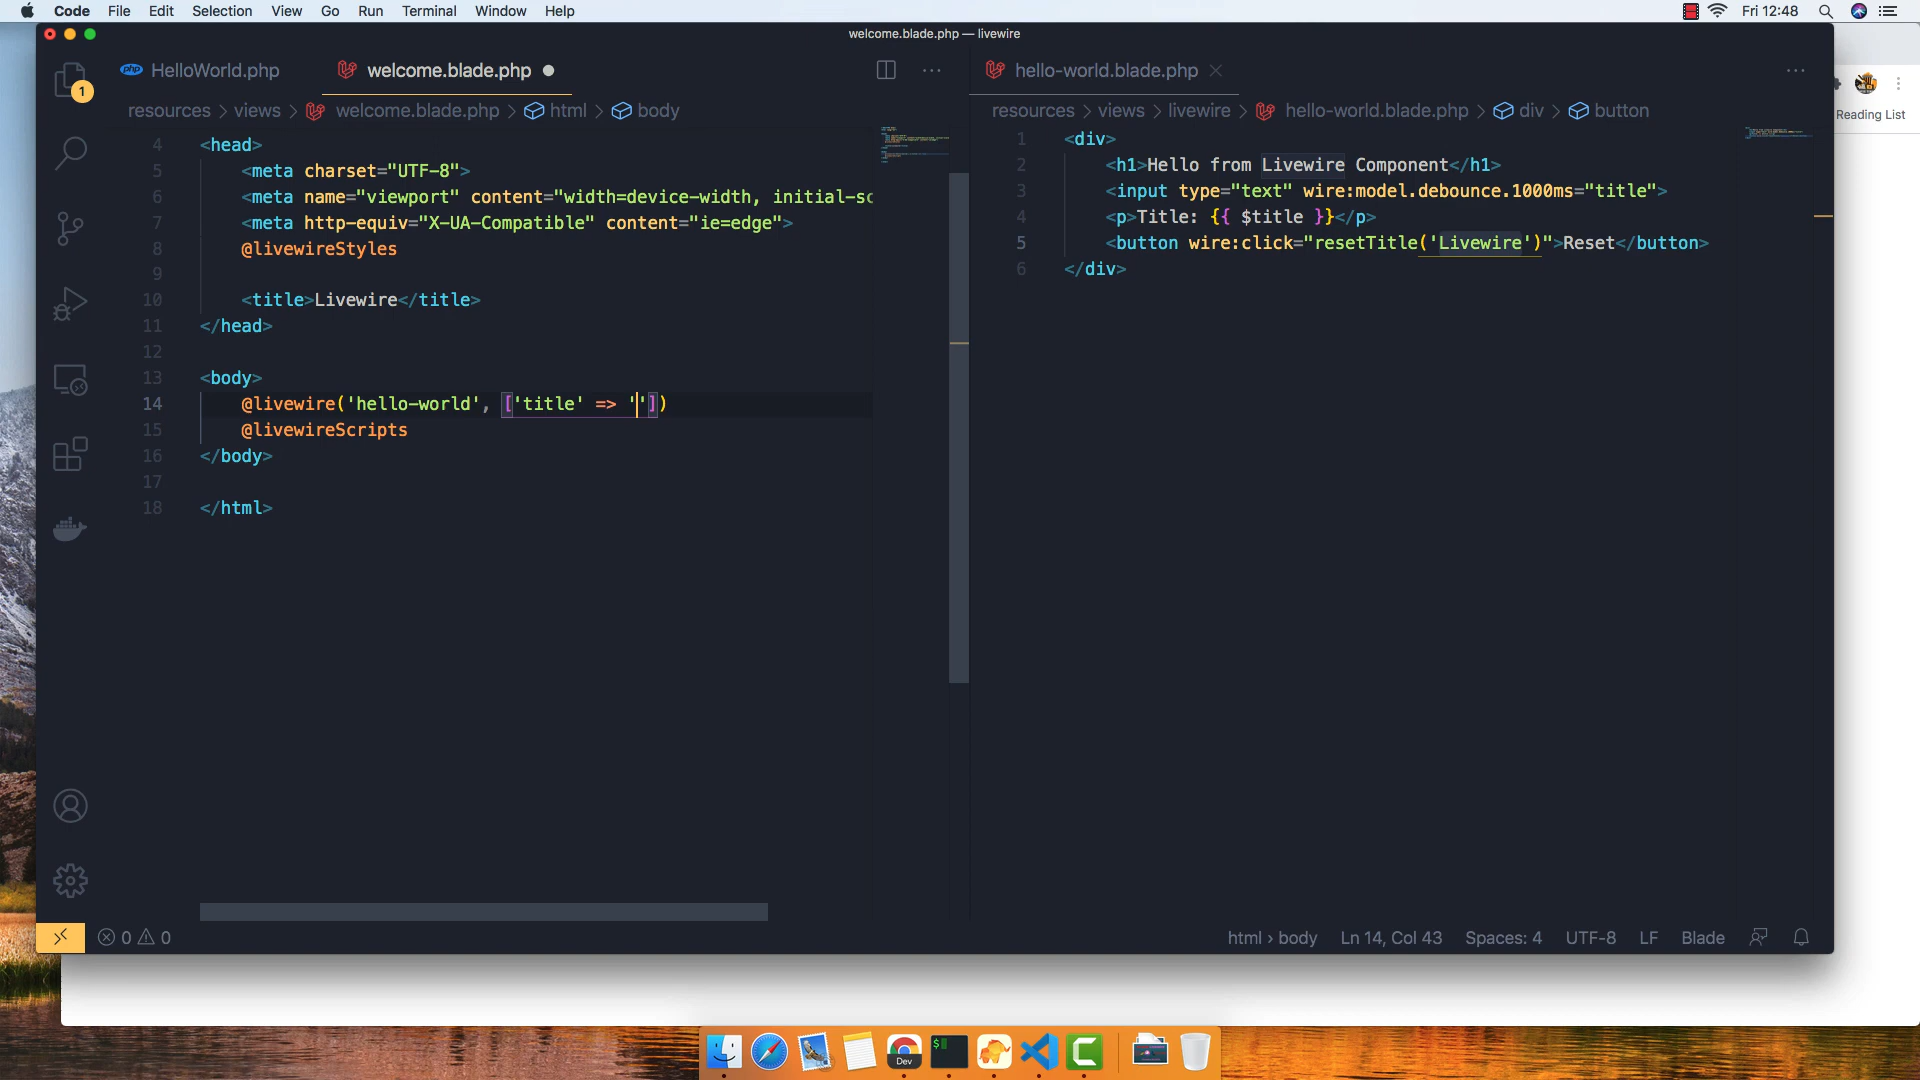 Code File Edit Selection View Go Run Terminal Window Help
Fri 12:48
welcome.blade.php — livewire
Reading List
1
HelloWorld.php
welcome.blade.php
resources > views > welcome.blade.php > html > body
4 <head>
5 <meta charset="UTF-8">
6 <meta name="viewport" content="width=device-width, initial-sc
7 <meta http-equiv="X-UA-Compatible" content="ie=edge">
8 @livewireStyles
9
10 <title>Livewire</title>
11 </head>
12
13 <body>
14 @livewire('hello-world', ['title' => ''])
15 @livewireScripts
16 </body>
17
18 </html>
hello-world.blade.php
resources > views > livewire > hello-world.blade.php > div > button
1 <div>
2 <h1>Hello from Livewire Component</h1>
3 <input type="text" wire:model.debounce.1000ms="title">
4 <p>Title: {{ $title }}</p>
5 <button wire:click="resetTitle('Livewire')">Reset</button>
6 </div>
0 0
html › body Ln 14, Col 43 Spaces: 4 UTF-8 LF Blade
Dev
$